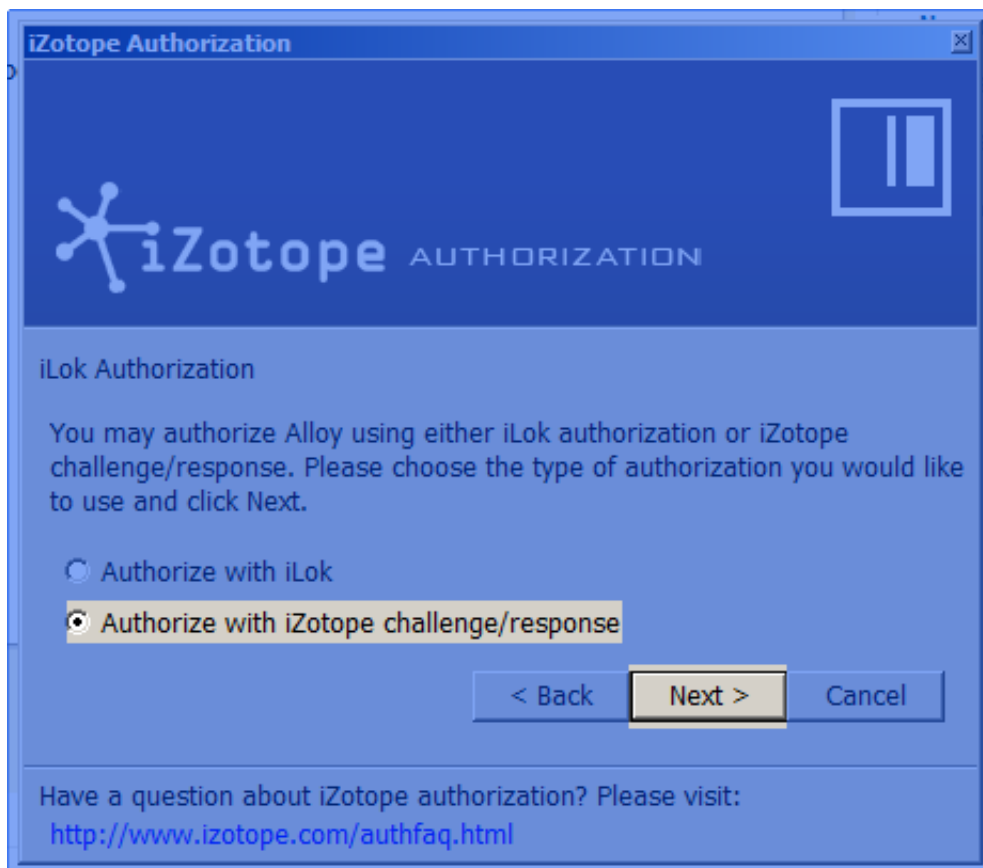 iZotope Authorization
iZotope AUTHORIZATION
iLok Authorization
You may authorize Alloy using either iLok authorization or iZotope
challenge/response. Please choose the type of authorization you would like
to use and click Next.
Authorize with iLok
Authorize with iZotope challenge/response
< Back Next > Cancel
Have a question about iZotope authorization? Please visit:
http://www.izotope.com/authfaq.html